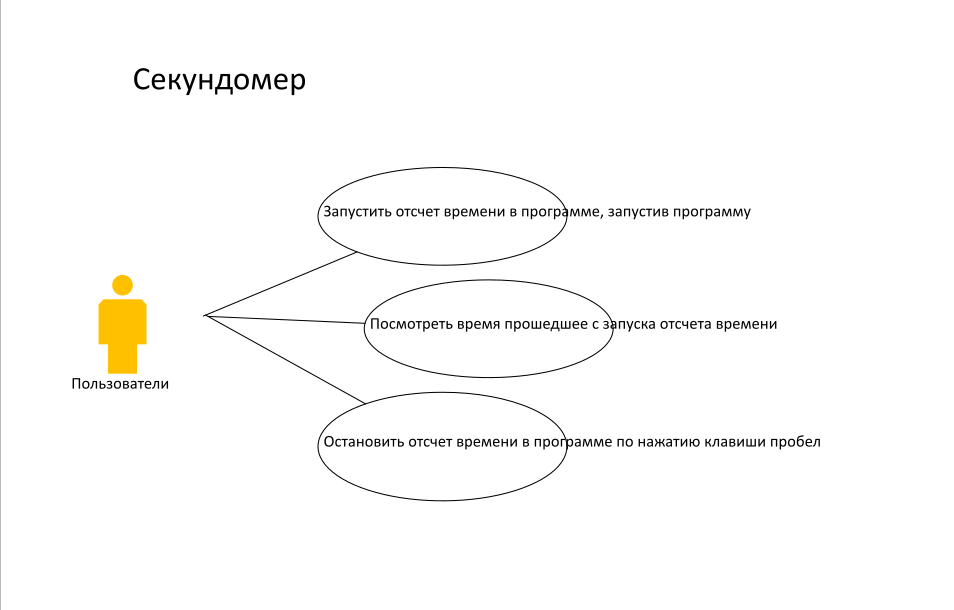 Секундомер
Запустить отсчет времени в программе, запустив программу
Посмотреть время прошедшее с запуска отсчета времени
Пользователи
Остановить отсчет времени в программе по нажатию клавиши пробел